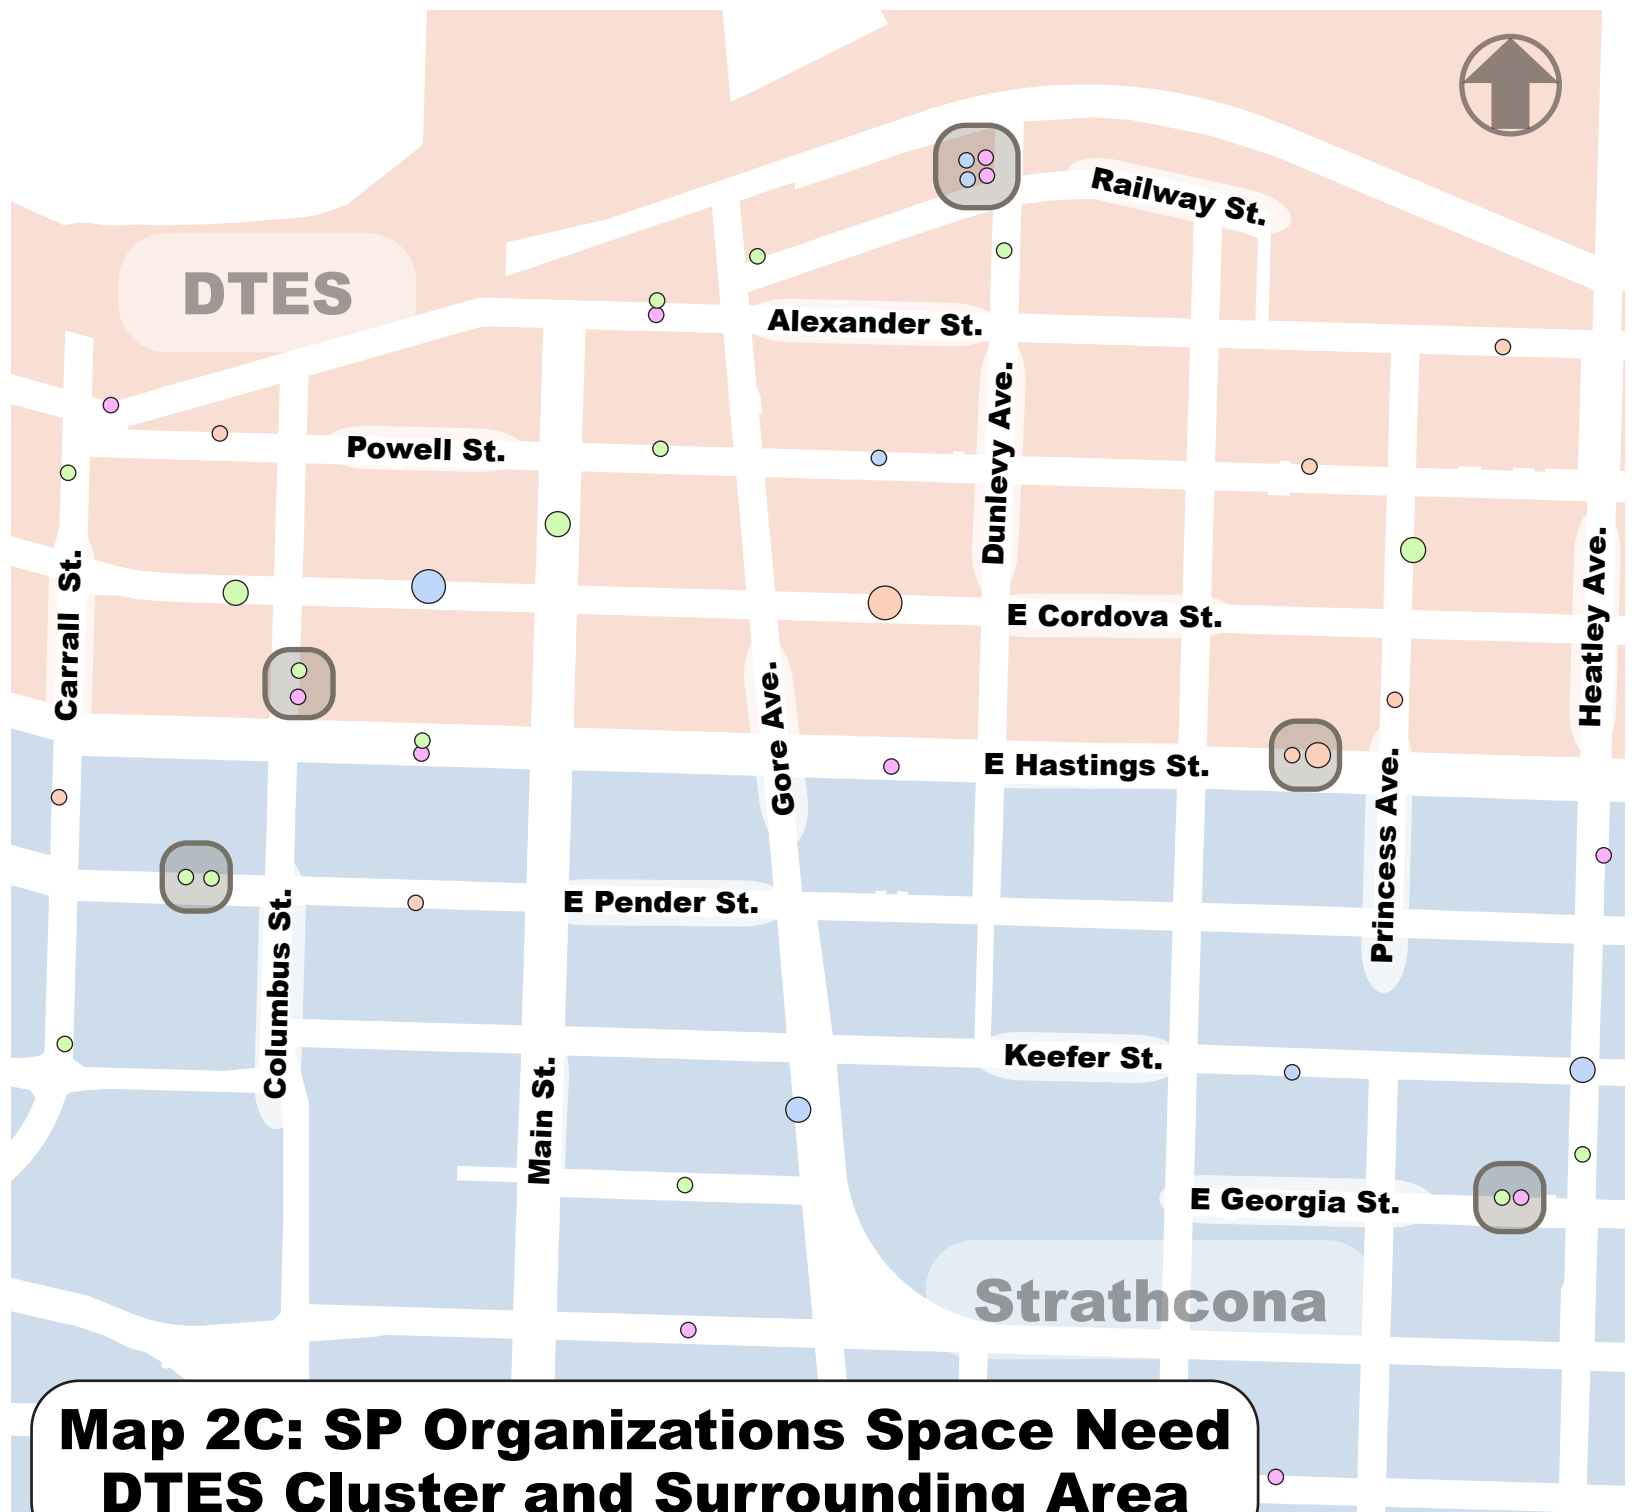 Railway St.
DTES
Alexander St.
Powell St.
Dunlevy Ave.
Carrall St.
E Cordova St.
Heatley Ave.
Gore Ave.
E Hastings St.
Princess Ave.
E Pender St.
Columbus St.
Keefer St.
Main St.
E Georgia St.
Strathcona
Map 2C: SP Organizations Space Need
DTES Cluster and Surrounding Area